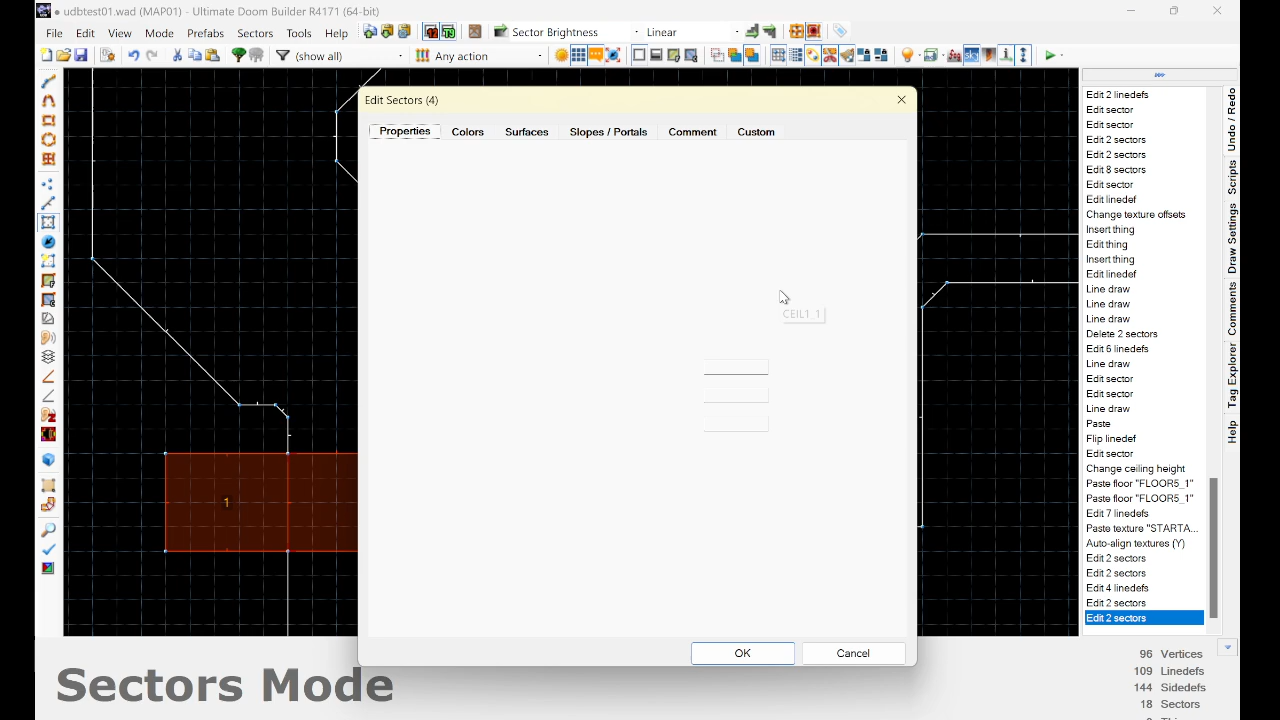 udbtest01.wad (MAP01) - Ultimate Doom Builder R4171 (64-bit)
File Edit View Mode Prefabs Sectors Tools Help Sector Brightness Linear
(show all) Any action
Edit Sectors (4)
Properties Colors Surfaces Slopes / Portals Comment Custom
CEIL1_1
OK Cancel
1
Edit 2 linedefs
Edit sector
Edit sector
Edit 2 sectors
Edit 2 sectors
Edit 8 sectors
Edit sector
Edit linedef
Change texture offsets
Insert thing
Edit thing
Insert thing
Edit linedef
Line draw
Line draw
Line draw
Delete 2 sectors
Edit 6 linedefs
Line draw
Edit sector
Edit sector
Line draw
Paste
Flip linedef
Edit sector
Change ceiling height
Paste floor "FLOOR5_1"
Paste floor "FLOOR5_1"
Edit 7 linedefs
Paste texture "STARTA...
Auto-align textures (Y)
Edit 2 sectors
Edit 2 sectors
Edit 4 linedefs
Edit 2 sectors
Edit 2 sectors
Undo / Redo
Scripts
Draw Settings
Comments
Tag Explorer
Help
Sectors Mode
96 Vertices
109 Linedefs
144 Sidedefs
18 Sectors